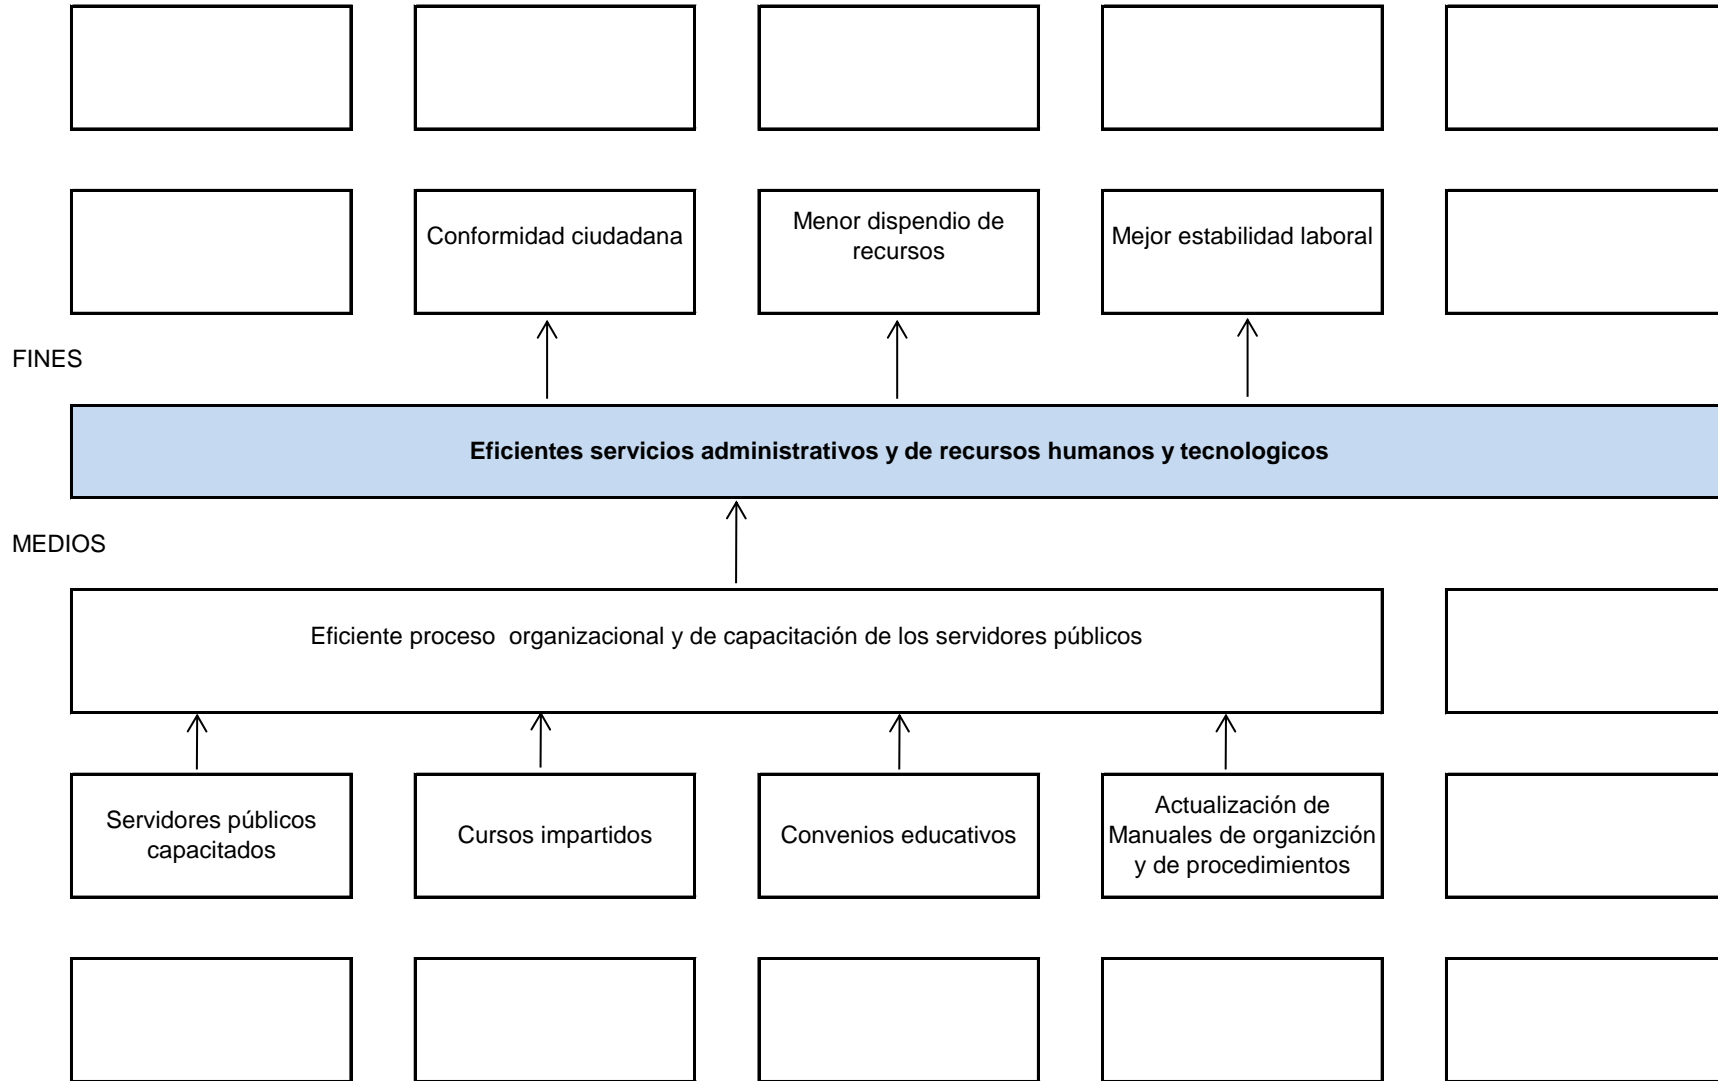 Conformidad ciudadana
Menor dispendio de
recursos
Mejor estabilidad laboral
FINES
Eficientes servicios administrativos y de recursos humanos y tecnologicos
MEDIOS
Eficiente proceso  organizacional y de capacitación de los servidores públicos
Servidores públicos
capacitados
Cursos impartidos
Convenios educativos
Actualización de
Manuales de organizción
y de procedimientos